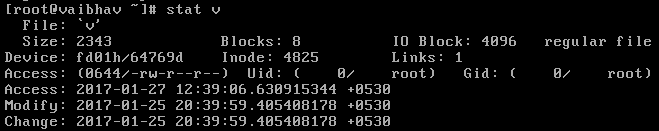 [root@vaibhav ~]# stat v
  File: `v'
  Size: 2343            Blocks: 8          IO Block: 4096   regular file
Device: fd01h/64769d    Inode: 4825        Links: 1
Access: (0644/-rw-r--r--)  Uid: (    0/    root)   Gid: (    0/    root)
Access: 2017-01-27 12:39:06.630915344 +0530
Modify: 2017-01-25 20:39:59.405408178 +0530
Change: 2017-01-25 20:39:59.405408178 +0530